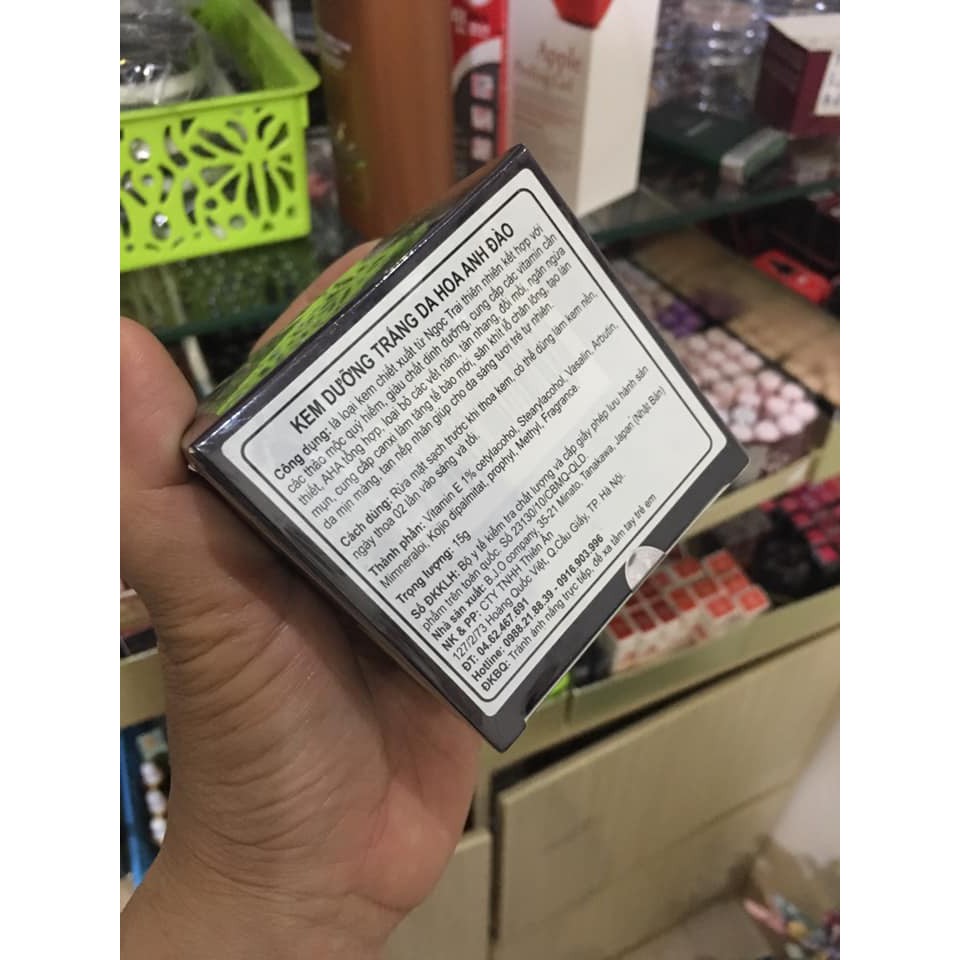 Apple
KEM DƯỠNG TRẮNG DA HOA ANH ĐÀO
Công dụng: là loại kem chiết xuất từ Ngọc Trai thiên nhiên kết hợp với
các thảo mộc quý hiếm, giàu chất dinh dưỡng, cung cấp các vitamin cần
thiết, AHA tổng hợp, loại bỏ các vết nám, tàn nhang, đồi mồi, ngăn ngừa
mụn, cung cấp canxi làm tăng tế bào mới, săn khít lỗ chân lông, tạo làn
da mịn màng, tan nếp nhăn giúp cho da sáng tươi trẻ tự nhiên.
Cách dùng: Rửa mặt sạch trước khi thoa kem, có thể dùng làm kem nền,
ngày thoa 02 lần vào sáng và tối.
Thành phần: Vitamin E 1% cetylacohol, Stearylacohol, Vasalin, Arbutin,
Mimneralol, Kojio dipalmitat, prophyl, Methyl, Fragrance.
Trọng lượng: 15g
Số ĐKKLH: Bộ y tế kiểm tra chất lượng và cấp giấy phép lưu hành sản
phẩm trên toàn quốc. Số 23130/10/CBMQ-QLD.
Nhà sản xuất: B.J.O company, 35-21 Minato, Tanakawa, Japan (Nhật Bản)
NK & PP: CTY TNHH Thiên Ân
127/2/73 Hoàng Quốc Việt, Q.Cầu Giấy, TP. Hà Nội.
ĐT: 04.62.467.691
Hotline: 0988.21.88.39 - 0916.903.996
ĐKBQ: Tránh ánh nắng trực tiếp, để xa tầm tay trẻ em